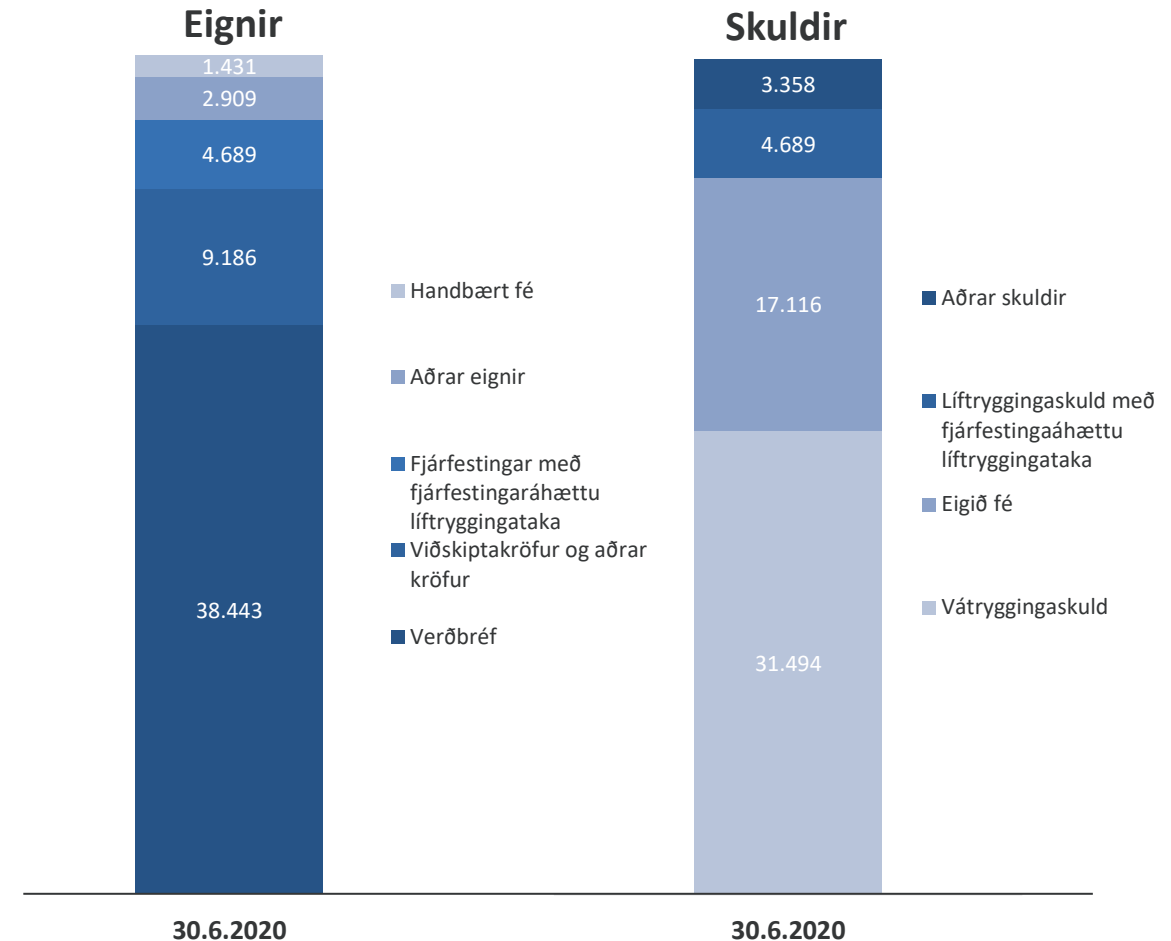 Eignir
1.431
2.909
4.689
9.186
38.443
30.6.2020
Handbært fé
Aðrar eignir
Fjárfestingar með
fjárfestingaráhættu
líftryggingataka
Viðskiptakröfur og aðrar
kröfur
Verðbréf
Skuldir
3.358
4.689
17.116
31.494
30.6.2020
Aðrar skuldir
Líftryggingaskuld með
fjárfestingaáhættu
líftryggingataka
Eigið fé
Vátryggingaskuld